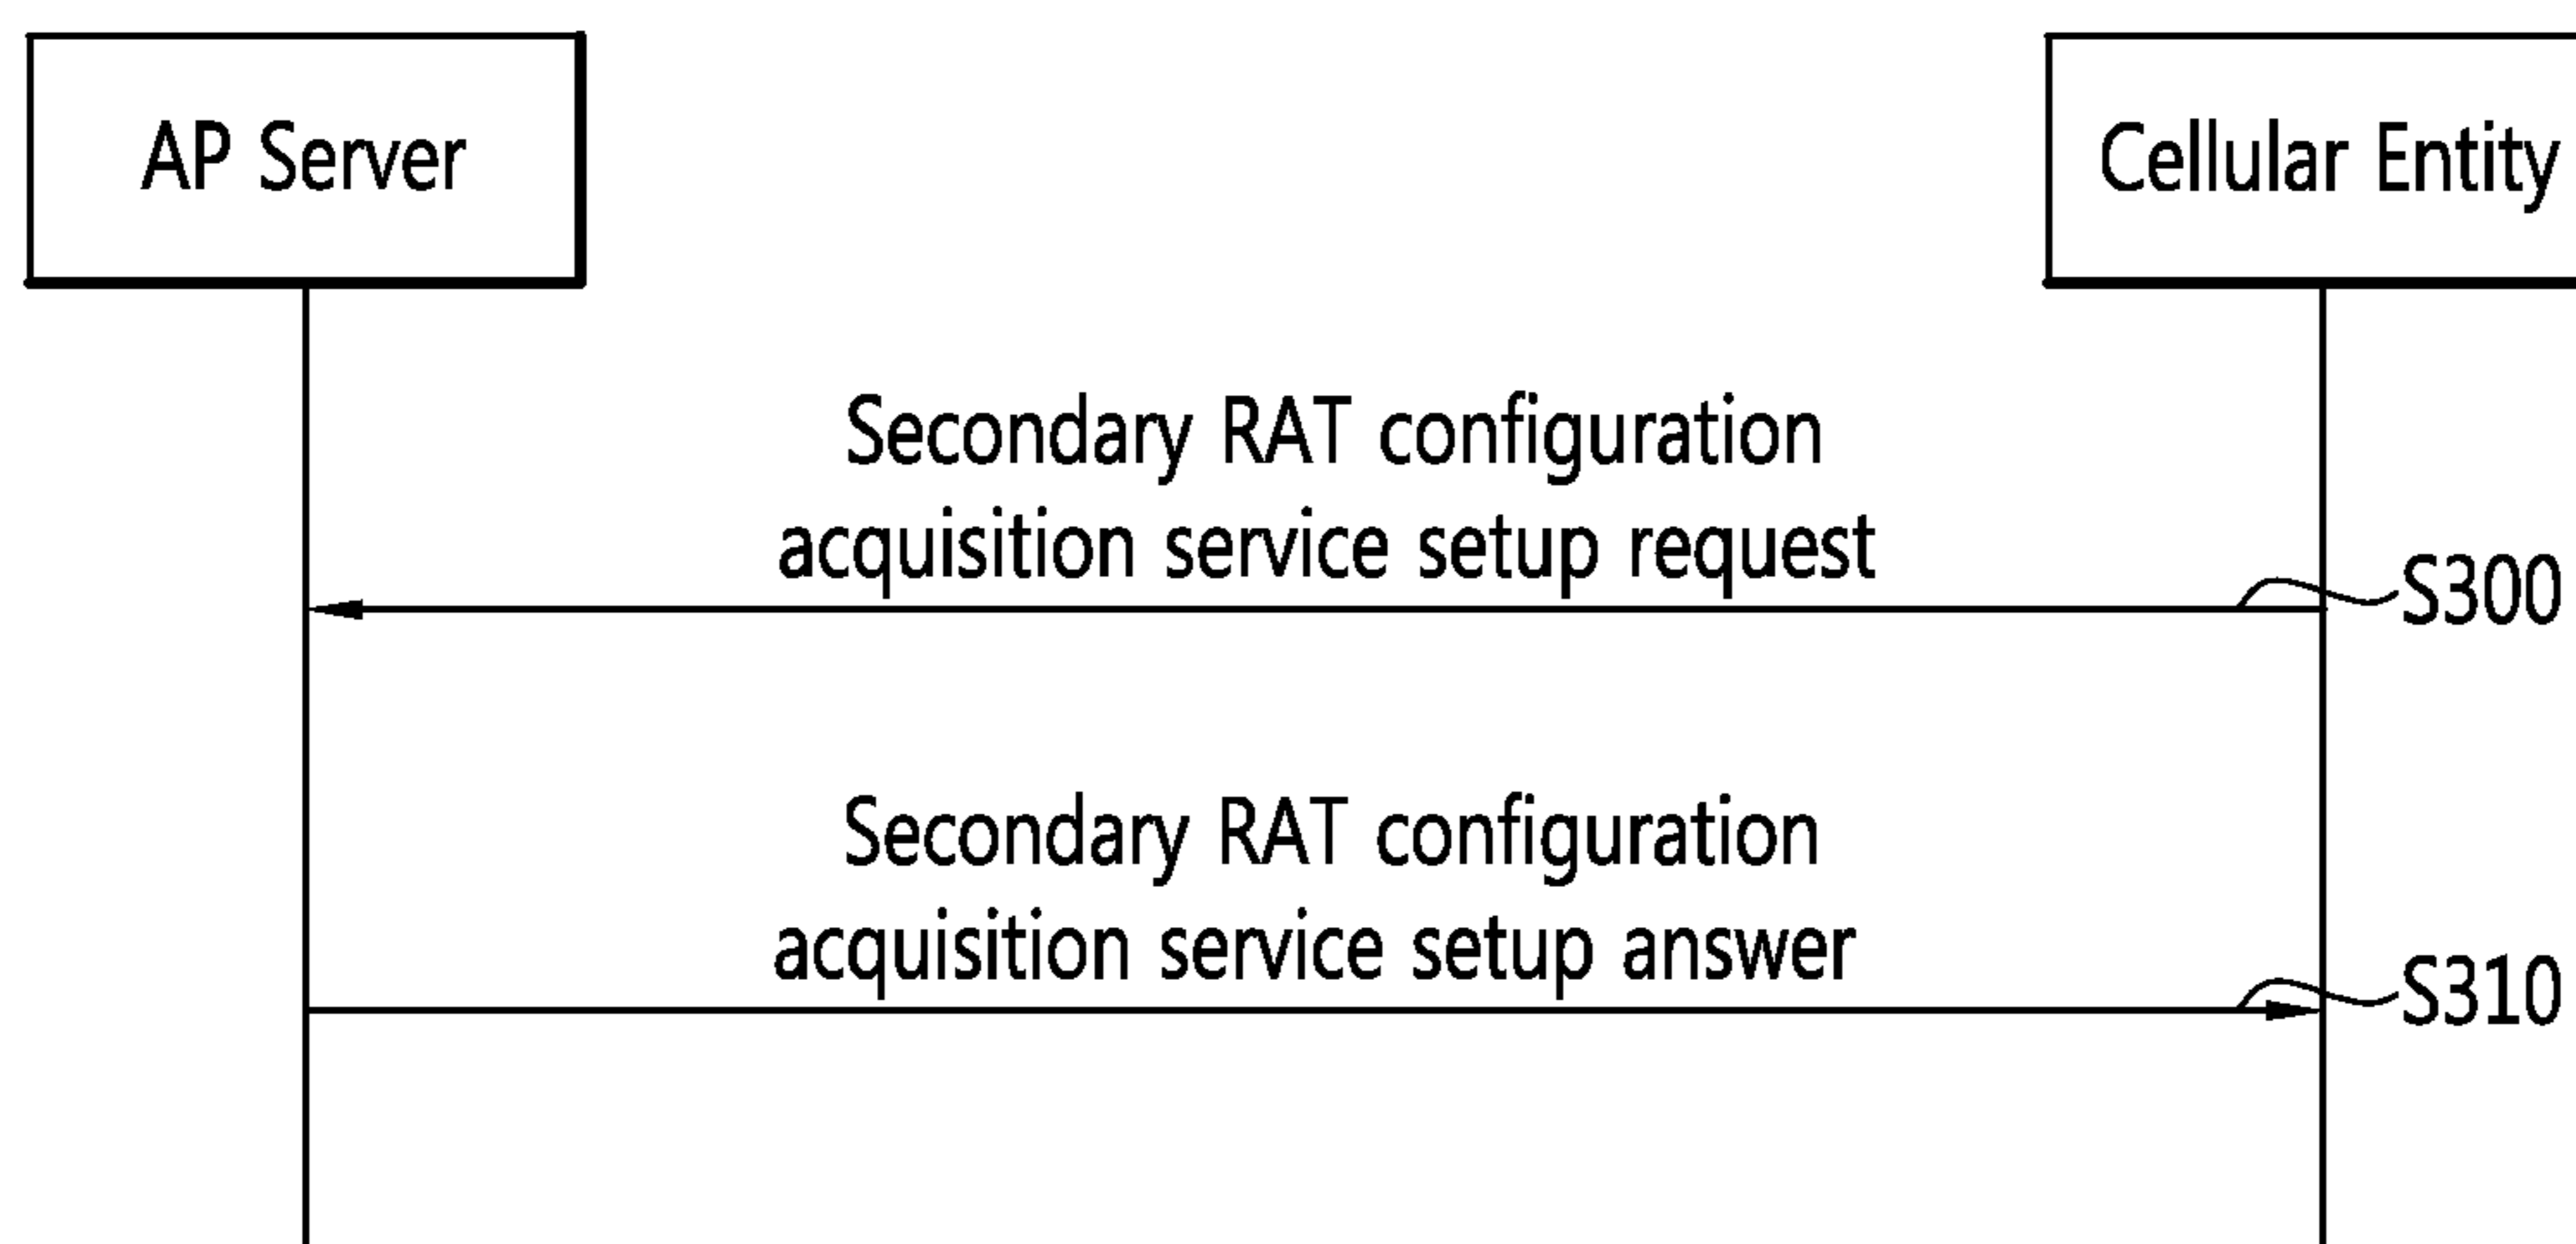 AP Server
Cellular Entity
Secondary RAT configuration
acquisition service setup request
S300
Secondary RAT configuration
acquisition service setup answer
S310